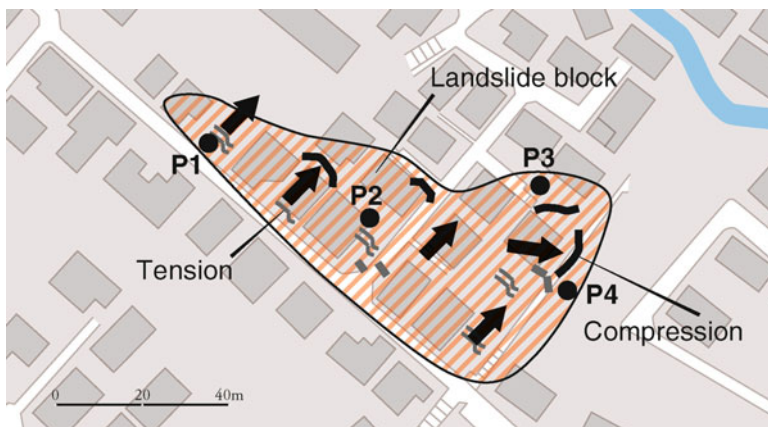 Landslide block
P1
P3
P2
Tension
P4
Compression
0 20 40m